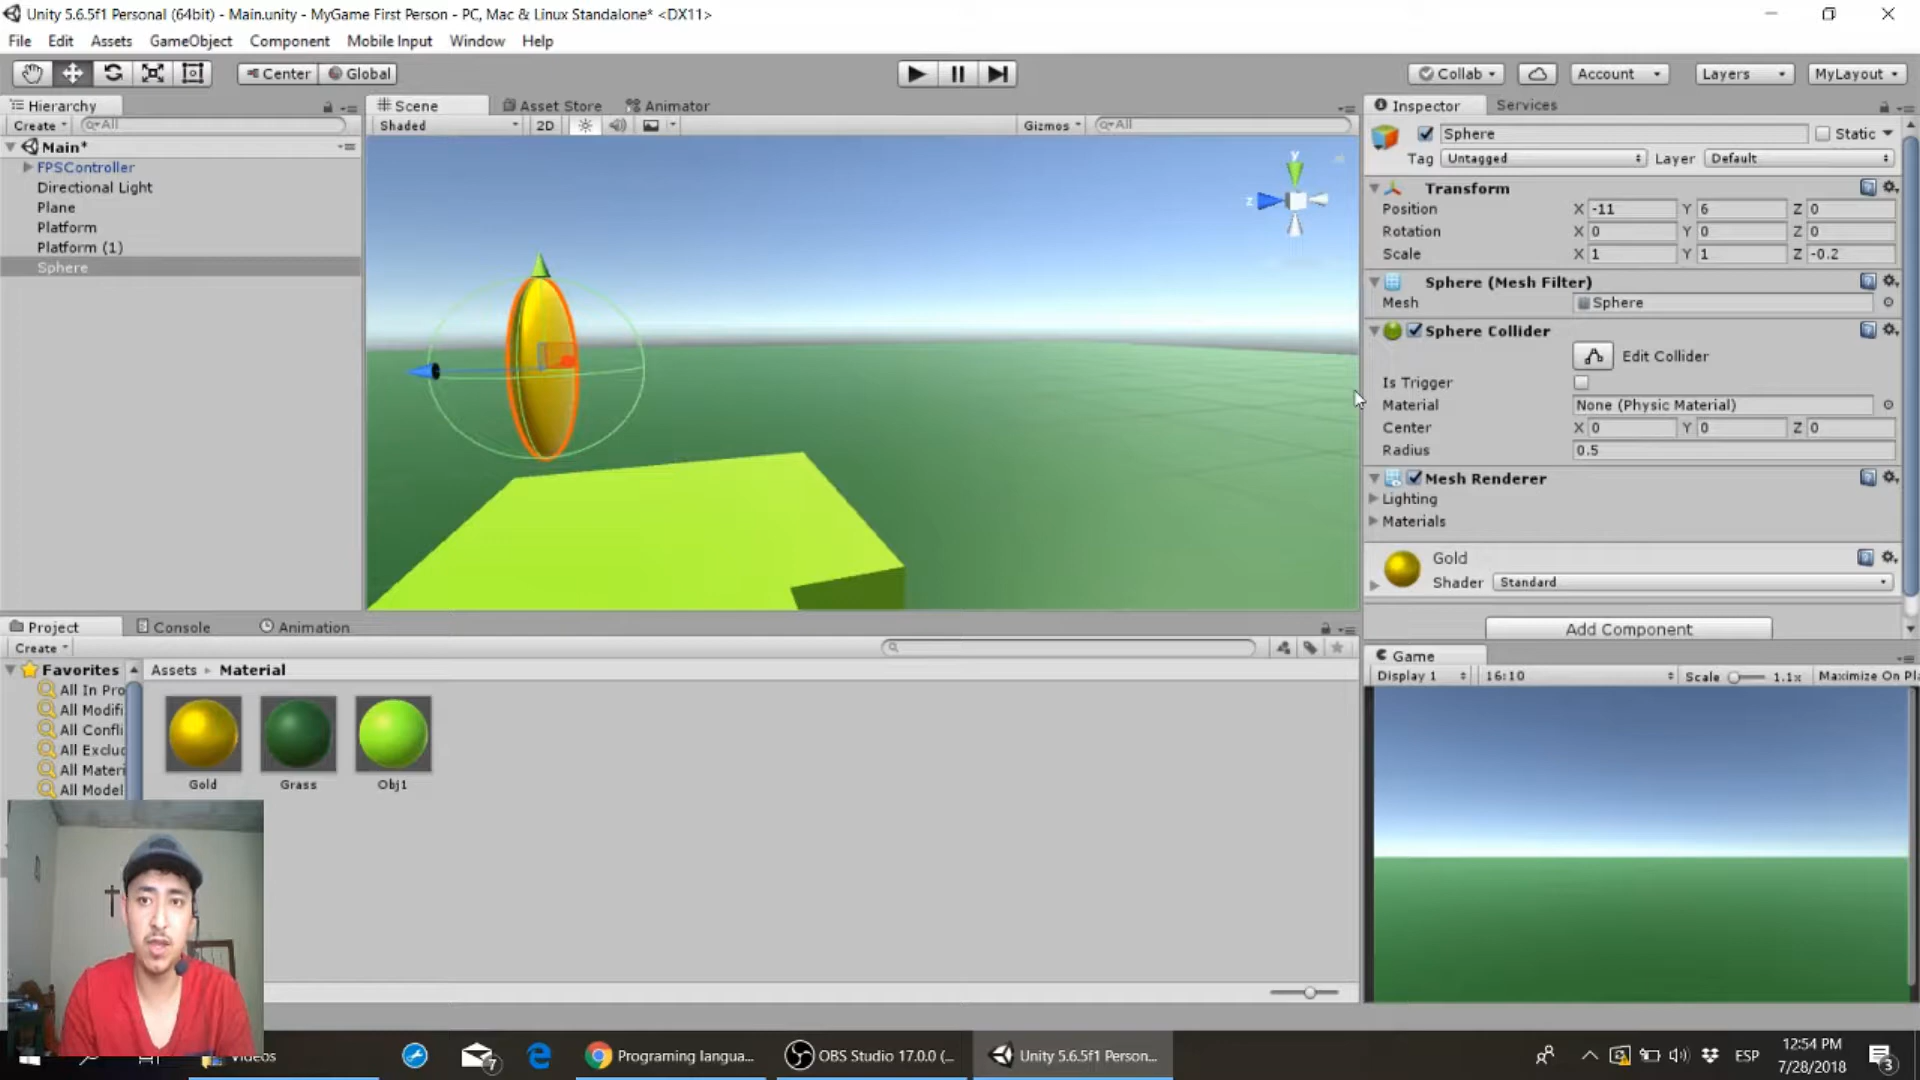 Unity 5.6.5f1 Personal (64bit) - Main.unity - MyGame First Person - PC, Mac & Linux Standalone* <DX11>
File Edit Assets GameObject Component Mobile Input Window Help
Center Global Collab Account Layers MyLayout
Hierarchy
Create All
Main*
FPSController
Directional Light
Plane
Platform
Platform (1)
Sphere
Scene Asset Store Animator
Shaded 2D Gizmos All
y
z
Inspector Services
Sphere Static
Tag Untagged Layer Default
Transform
Position X -11 Y 6 Z 0
Rotation X 0 Y 0 Z 0
Scale X 1 Y 1 Z -0.2
Sphere (Mesh Filter)
Mesh Sphere
Sphere Collider
Edit Collider
Is Trigger
Material None (Physic Material)
Center X 0 Y 0 Z 0
Radius 0.5
Mesh Renderer
Lighting
Materials
Gold
Shader Standard
Add Component
Project Console Animation
Create
Favorites
All In Pro
All Modifi
All Confli
All Exclud
All Materi
All Model
Assets Material
Gold Grass Obj1
Game
Display 1 16:10 Scale 1.1x Maximize On Pl
Videos
7
Programing langua...
OBS Studio 17.0.0 (...
Unity 5.6.5f1 Person...
ESP
12:54 PM
7/28/2018
3